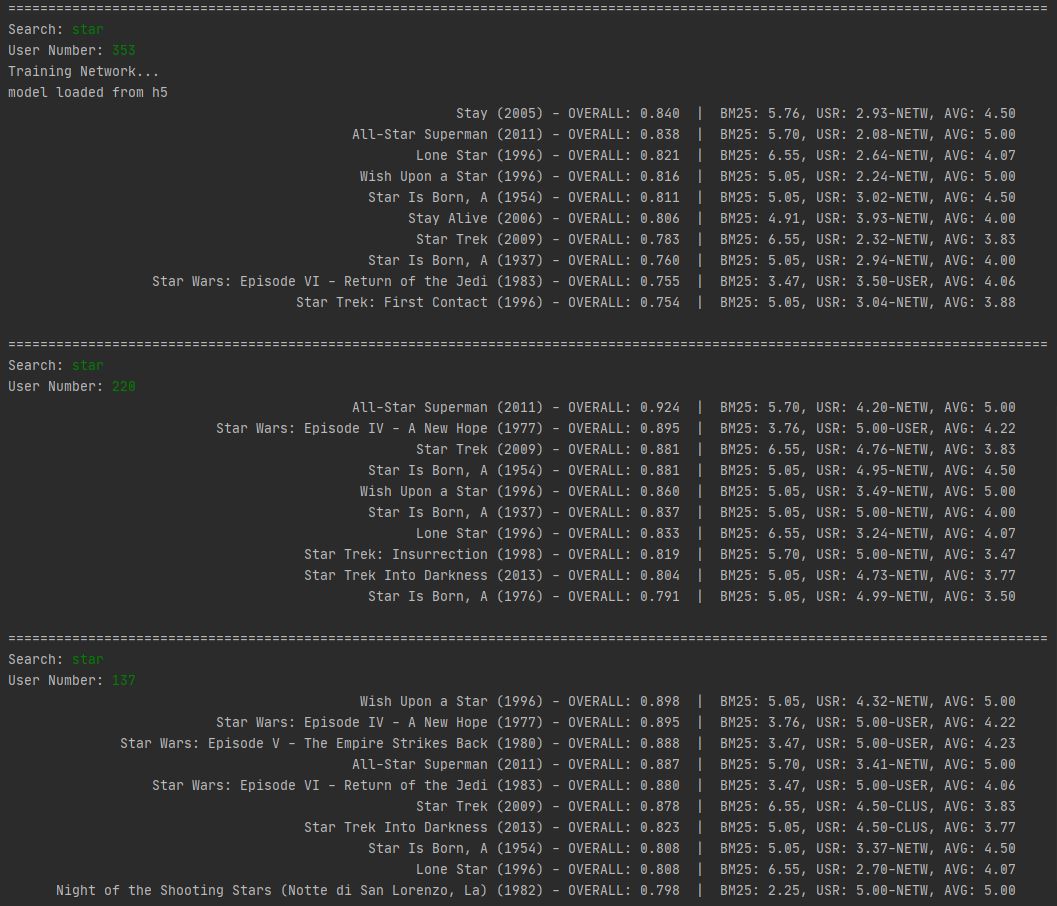 ==================================================================================================================================
Search: star
User Number: 353
Training Network...
model loaded from h5
Stay (2005) - OVERALL: 0.840  |  BM25: 5.76, USR: 2.93-NETW, AVG: 4.50
All-Star Superman (2011) - OVERALL: 0.838  |  BM25: 5.70, USR: 2.08-NETW, AVG: 5.00
Lone Star (1996) - OVERALL: 0.821  |  BM25: 6.55, USR: 2.64-NETW, AVG: 4.07
Wish Upon a Star (1996) - OVERALL: 0.816  |  BM25: 5.05, USR: 2.24-NETW, AVG: 5.00
Star Is Born, A (1954) - OVERALL: 0.811  |  BM25: 5.05, USR: 3.02-NETW, AVG: 4.50
Stay Alive (2006) - OVERALL: 0.806  |  BM25: 4.91, USR: 3.93-NETW, AVG: 4.00
Star Trek (2009) - OVERALL: 0.783  |  BM25: 6.55, USR: 2.32-NETW, AVG: 3.83
Star Is Born, A (1937) - OVERALL: 0.760  |  BM25: 5.05, USR: 2.94-NETW, AVG: 4.00
Star Wars: Episode VI - Return of the Jedi (1983) - OVERALL: 0.755  |  BM25: 3.47, USR: 3.50-USER, AVG: 4.06
Star Trek: First Contact (1996) - OVERALL: 0.754  |  BM25: 5.05, USR: 3.04-NETW, AVG: 3.88
==================================================================================================================================
Search: star
User Number: 220
All-Star Superman (2011) - OVERALL: 0.924  |  BM25: 5.70, USR: 4.20-NETW, AVG: 5.00
Star Wars: Episode IV - A New Hope (1977) - OVERALL: 0.895  |  BM25: 3.76, USR: 5.00-USER, AVG: 4.22
Star Trek (2009) - OVERALL: 0.881  |  BM25: 6.55, USR: 4.76-NETW, AVG: 3.83
Star Is Born, A (1954) - OVERALL: 0.881  |  BM25: 5.05, USR: 4.95-NETW, AVG: 4.50
Wish Upon a Star (1996) - OVERALL: 0.860  |  BM25: 5.05, USR: 3.49-NETW, AVG: 5.00
Star Is Born, A (1937) - OVERALL: 0.837  |  BM25: 5.05, USR: 5.00-NETW, AVG: 4.00
Lone Star (1996) - OVERALL: 0.833  |  BM25: 6.55, USR: 3.24-NETW, AVG: 4.07
Star Trek: Insurrection (1998) - OVERALL: 0.819  |  BM25: 5.70, USR: 5.00-NETW, AVG: 3.47
Star Trek Into Darkness (2013) - OVERALL: 0.804  |  BM25: 5.05, USR: 4.73-NETW, AVG: 3.77
Star Is Born, A (1976) - OVERALL: 0.791  |  BM25: 5.05, USR: 4.99-NETW, AVG: 3.50
==================================================================================================================================
Search: star
User Number: 137
Wish Upon a Star (1996) - OVERALL: 0.898  |  BM25: 5.05, USR: 4.32-NETW, AVG: 5.00
Star Wars: Episode IV - A New Hope (1977) - OVERALL: 0.895  |  BM25: 3.76, USR: 5.00-USER, AVG: 4.22
Star Wars: Episode V - The Empire Strikes Back (1980) - OVERALL: 0.888  |  BM25: 3.47, USR: 5.00-USER, AVG: 4.23
All-Star Superman (2011) - OVERALL: 0.887  |  BM25: 5.70, USR: 3.41-NETW, AVG: 5.00
Star Wars: Episode VI - Return of the Jedi (1983) - OVERALL: 0.880  |  BM25: 3.47, USR: 5.00-USER, AVG: 4.06
Star Trek (2009) - OVERALL: 0.878  |  BM25: 6.55, USR: 4.50-CLUS, AVG: 3.83
Star Trek Into Darkness (2013) - OVERALL: 0.823  |  BM25: 5.05, USR: 4.50-CLUS, AVG: 3.77
Star Is Born, A (1954) - OVERALL: 0.808  |  BM25: 5.05, USR: 3.37-NETW, AVG: 4.50
Lone Star (1996) - OVERALL: 0.808  |  BM25: 6.55, USR: 2.70-NETW, AVG: 4.07
Night of the Shooting Stars (Notte di San Lorenzo, La) (1982) - OVERALL: 0.798  |  BM25: 2.25, USR: 5.00-NETW, AVG: 5.00